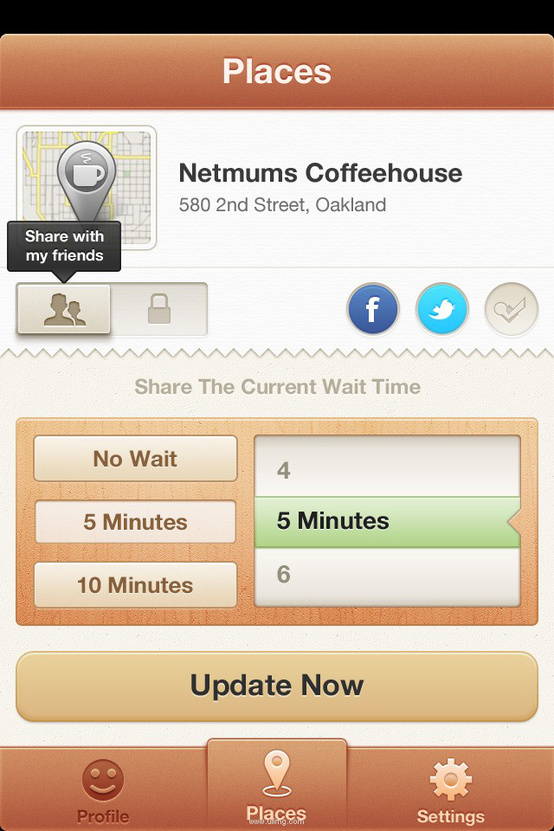 Places
Netmums Coffeehouse
580 2nd Street, Oakland
Share with
my friends
f
Share The Current Wait Time
No Wait
5 Minutes
10 Minutes
4
5 Minutes
6
Update Now
Profile
Places
Settings